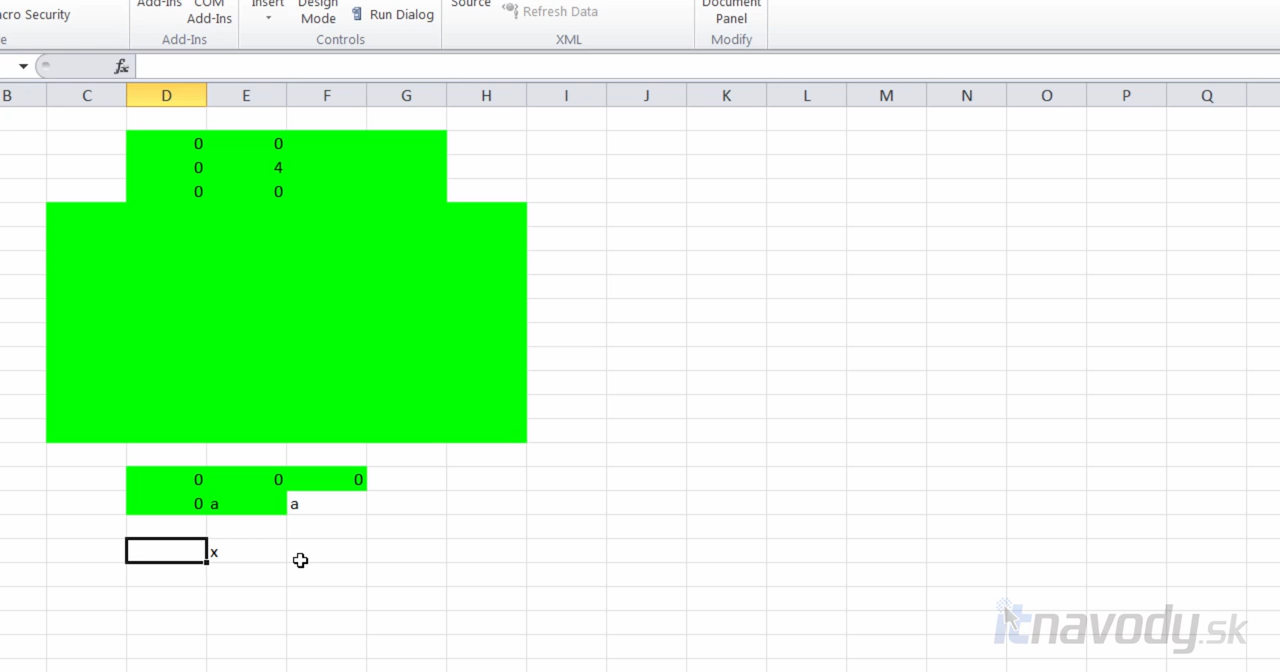 Add-Ins COM Insert Design Source Refresh Data Document
Security Add-Ins Mode Run Dialog Panel
Add-Ins Controls XML Modify
fx
B C D E F G H I J K L M N O P Q
0 0
0 4
0 0
0 0 0
0 a a
x
itnavody.sk